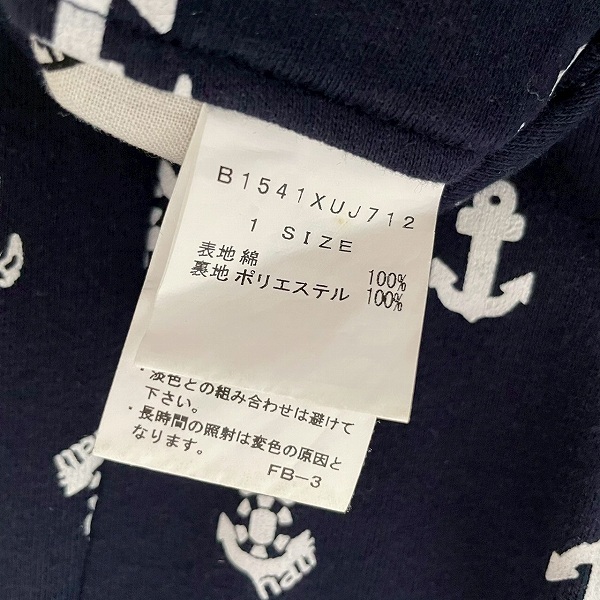 B1541XUJ712
1 SIZE
表地 綿 100%
裏地 ポリエステル 100%
・淡色との組み合わせは避けて
下さい。
・長時間の照射は変色の原因と
なります。
FB-3